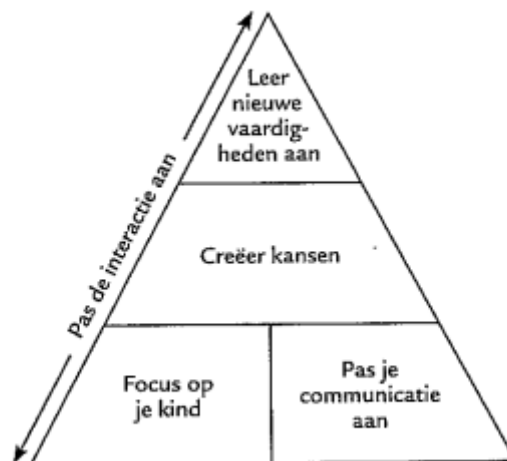 Leer
nieuwe
vaardig-
heden aan
Pas de interactie aan
Creëer kansen
Focus op
je kind
Pas je
communicatie
aan